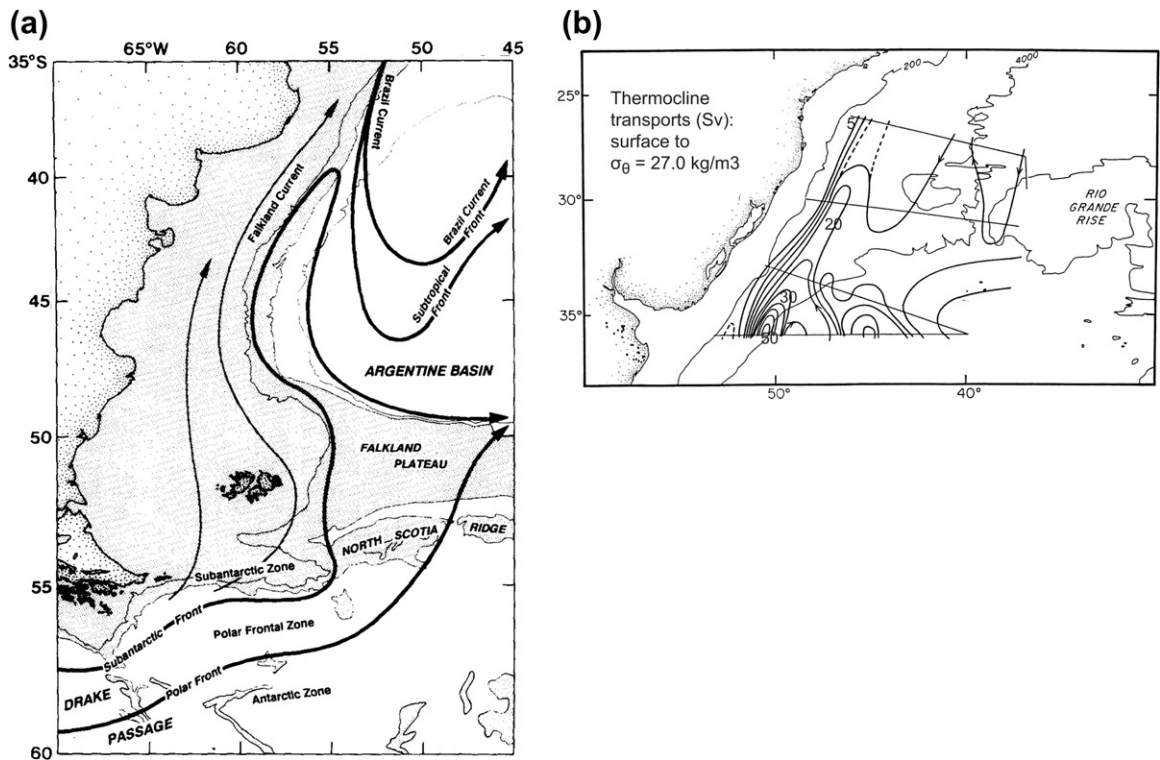 (a)
65°W 60 55 50 45
35°S
40
45
50
55
60
Brazil Current
Falkland Current
Brazil Current
Front
Subtropical
Front
ARGENTINE BASIN
FALKLAND
PLATEAU
NORTH SCOTIA RIDGE
Subantarctic Zone
Subantarctic Front
Polar Frontal Zone
Polar Front
DRAKE
PASSAGE
Antarctic Zone
(b)
200
4000
25°
30°
35°
Thermocline
transports (Sv):
surface to
σθ = 27.0 kg/m3
5
RIO
GRANDE
RISE
20
30
50
50° 40°